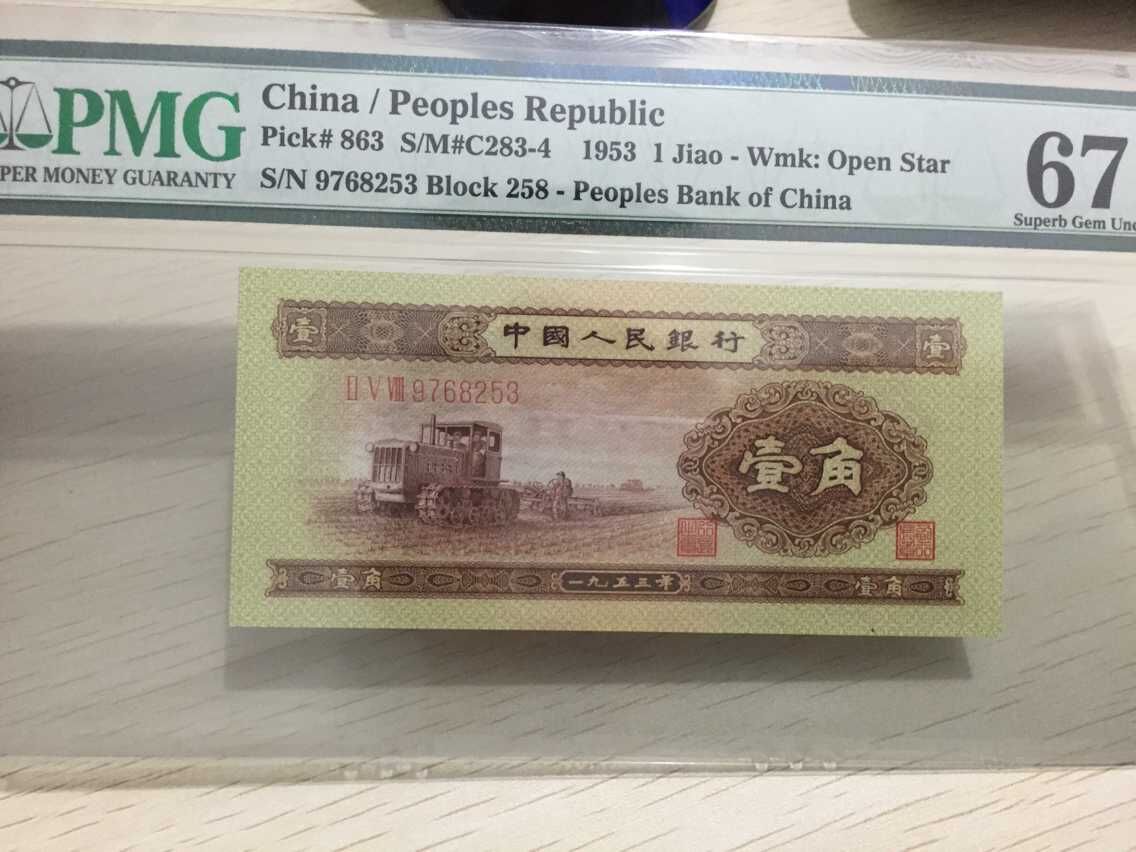 PMG
PER MONEY GUARANTY
China / Peoples Republic
Pick# 863 S/M#C283-4 1953 1 Jiao - Wmk: Open Star
S/N 9768253 Block 258 - Peoples Bank of China
67
Superb Gem Unc
壹 中國人民銀行 壹
II V VIII 9768253
壹角
壹角 一九五三年 壹角